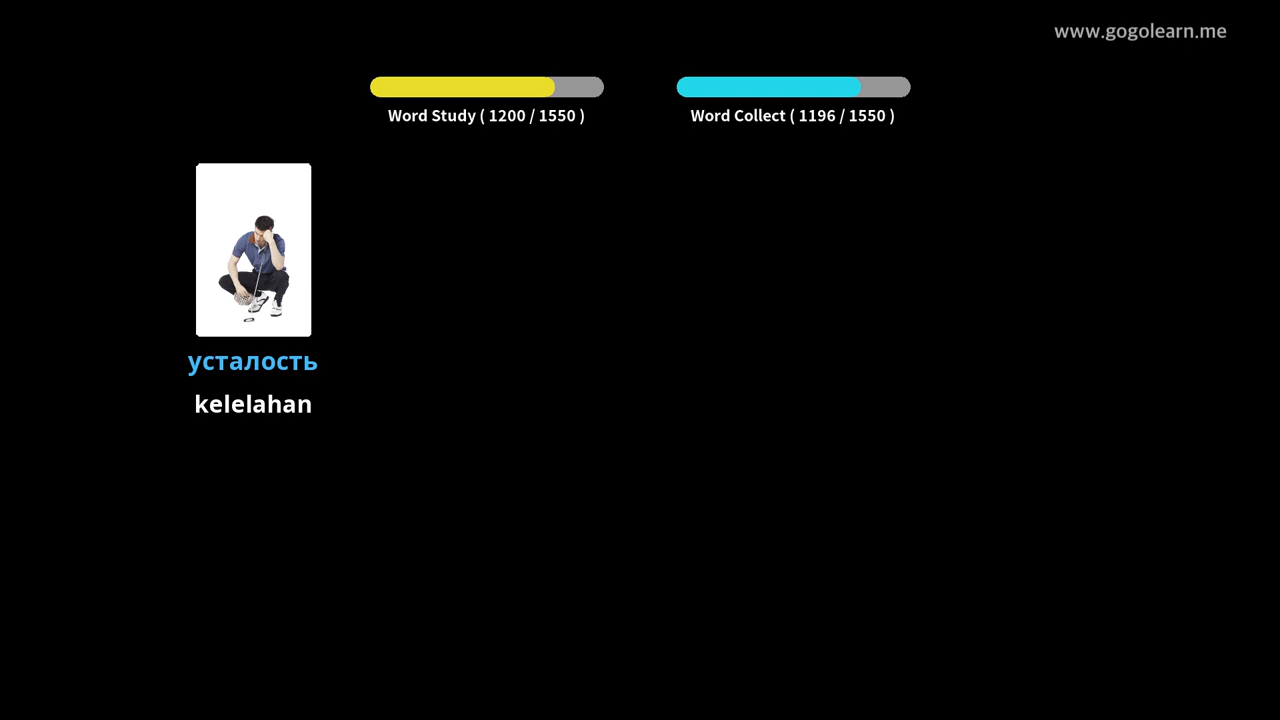 www.gogolearn.me
Word Study ( 1200 / 1550 )
Word Collect ( 1196 / 1550 )
усталость
kelelahan